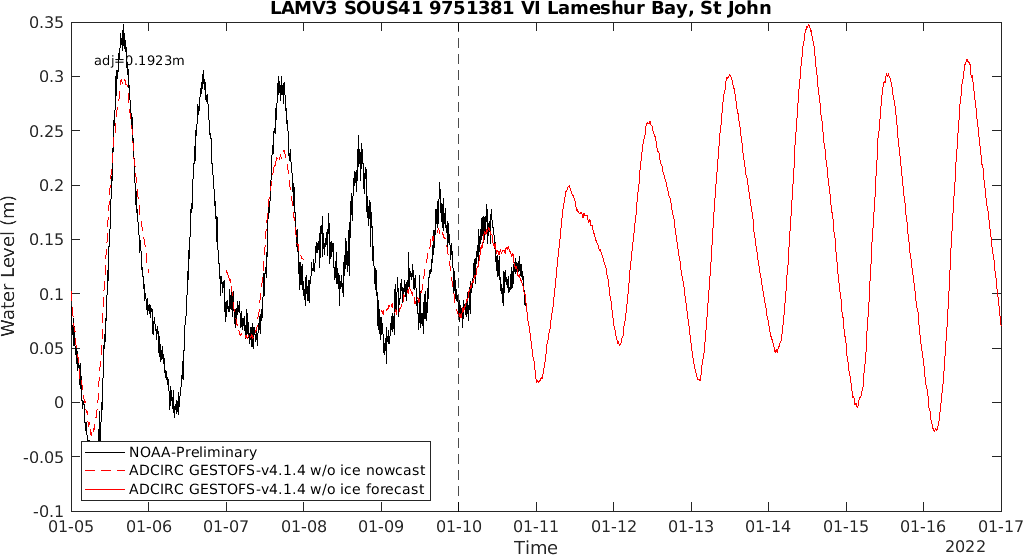 LAMV3 SOUS41 9751381 VI Lameshur Bay, St John
adj=0.1923m
0.35
0.3
0.25
0.2
0.15
0.1
0.05
0
-0.05
-0.1
Water Level (m)
NOAA-Preliminary
ADCIRC GESTOFS-v4.1.4 w/o ice nowcast
ADCIRC GESTOFS-v4.1.4 w/o ice forecast
01-05 01-06 01-07 01-08 01-09 01-10 01-11 01-12 01-13 01-14 01-15 01-16 01-17
Time
2022